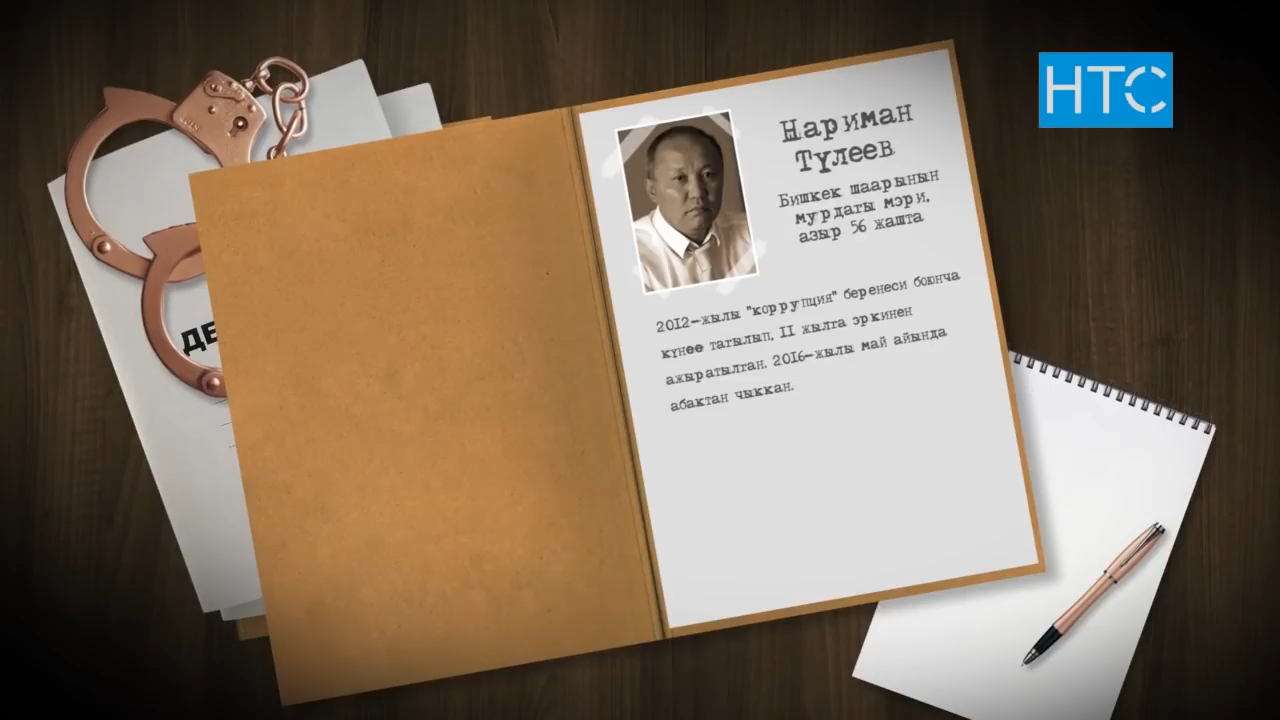 НТС
Нариман
Түлеев
Бишкек шаарынын
мурдагы мэри,
азыр 56 жашта
2012-жылы "коррупция" беренеси боюнча
күнөө тагылып, 11 жылга эркинен
ажыратылган. 2016-жылы май айында
абактан чыккан.